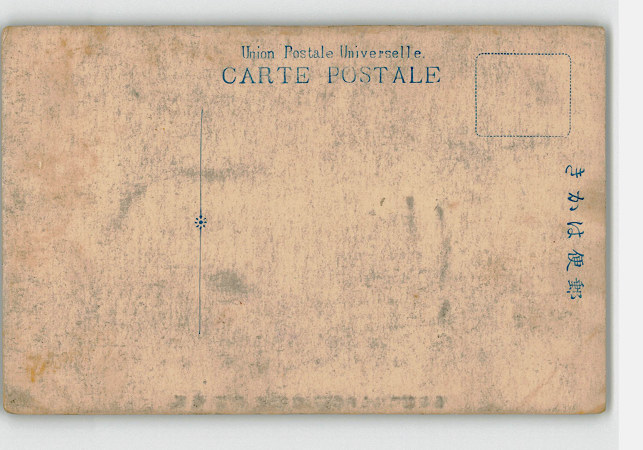 Union Postale Universelle.
CARTE POSTALE
郵便はかき